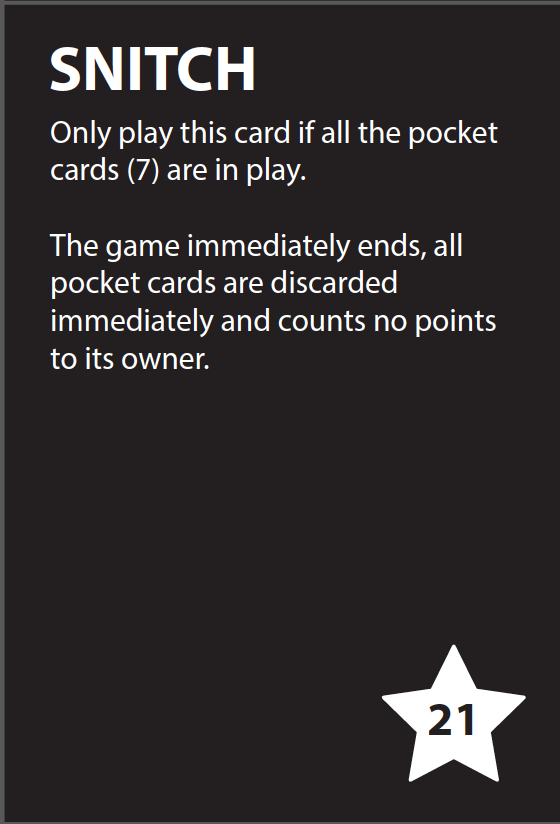 SNITCH
Only play this card if all the pocket
cards (7) are in play.
The game immediately ends, all
pocket cards are discarded
immediately and counts no points
to its owner.
21